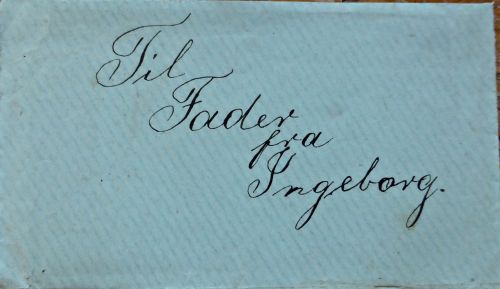 Til
Fader
fra
Ingeborg.